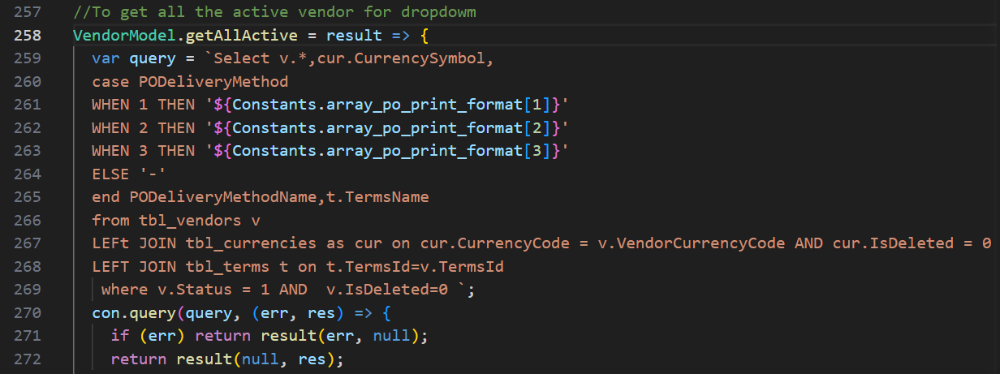 257 //To get all the active vendor for dropdowm
258 VendorModel.getAllActive = result => {
259 var query = `Select v.*,cur.CurrencySymbol,
260 case PODeliveryMethod
261 WHEN 1 THEN '${Constants.array_po_print_format[1]}'
262 WHEN 2 THEN '${Constants.array_po_print_format[2]}'
263 WHEN 3 THEN '${Constants.array_po_print_format[3]}'
264 ELSE '-'
265 end PODeliveryMethodName,t.TermsName
266 from tbl_vendors v
267 LEFt JOIN tbl_currencies as cur on cur.CurrencyCode = v.VendorCurrencyCode AND cur.IsDeleted = 0
268 LEFT JOIN tbl_terms t on t.TermsId=v.TermsId
269 where v.Status = 1 AND  v.IsDeleted=0 `;
270 con.query(query, (err, res) => {
271 if (err) return result(err, null);
272 return result(null, res);